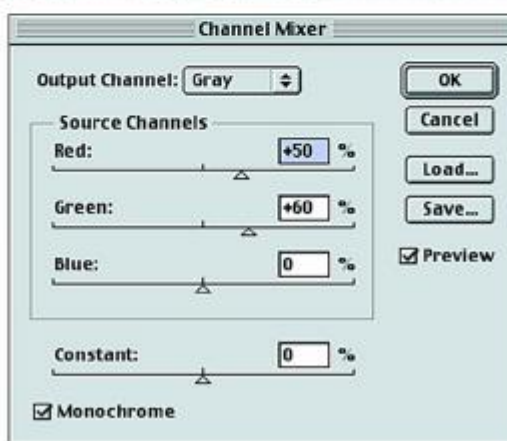 Channel Mixer
Output Channel: Gray
OK
Cancel
Load...
Save...
Preview
Source Channels
Red: +50 %
Green: +60 %
Blue: 0 %
Constant: 0 %
Monochrome